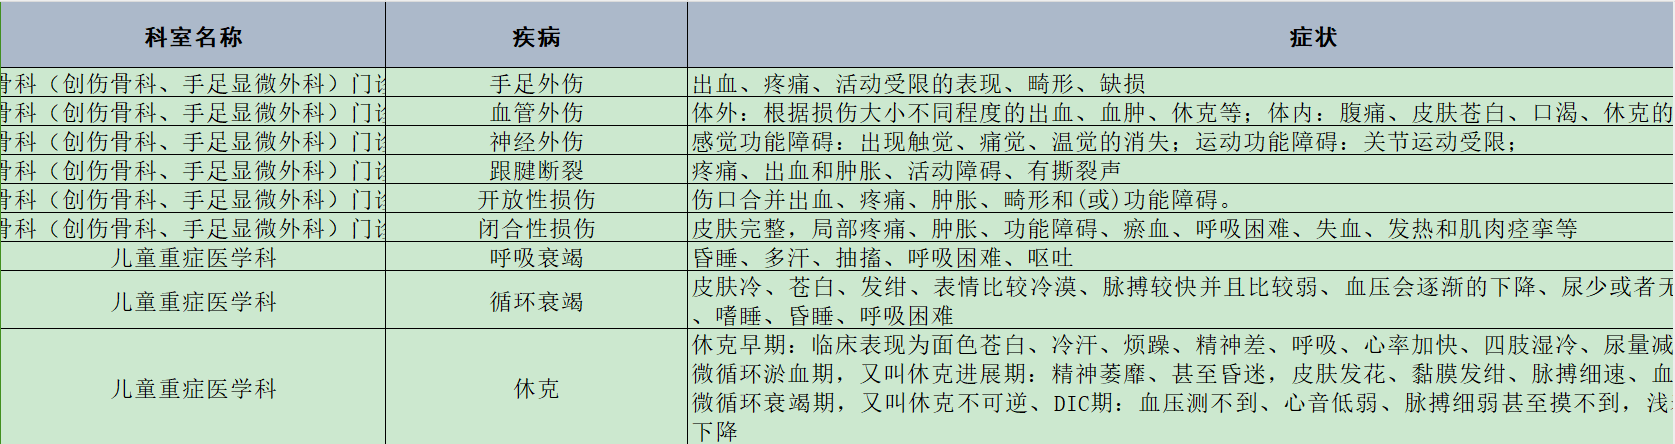 科室名称 疾病 症状
骨科（创伤骨科、手足显微外科）门诊 手足外伤 出血、疼痛、活动受限的表现、畸形、缺损
骨科（创伤骨科、手足显微外科）门诊 血管外伤 体外：根据损伤大小不同程度的出血、血肿、休克等；体内：腹痛、皮肤苍白、口渴、休克的
骨科（创伤骨科、手足显微外科）门诊 神经外伤 感觉功能障碍：出现触觉、痛觉、温觉的消失；运动功能障碍：关节运动受限；
骨科（创伤骨科、手足显微外科）门诊 跟腱断裂 疼痛、出血和肿胀、活动障碍、有撕裂声
骨科（创伤骨科、手足显微外科）门诊 开放性损伤 伤口合并出血、疼痛、肿胀、畸形和(或)功能障碍。
骨科（创伤骨科、手足显微外科）门诊 闭合性损伤 皮肤完整，局部疼痛、肿胀、功能障碍、瘀血、呼吸困难、失血、发热和肌肉痉挛等
儿童重症医学科 呼吸衰竭 昏睡、多汗、抽搐、呼吸困难、呕吐
儿童重症医学科 循环衰竭 皮肤冷、苍白、发绀、表情比较冷漠、脉搏较快并且比较弱、血压会逐渐的下降、尿少或者无
、嗜睡、昏睡、呼吸困难
儿童重症医学科 休克 休克早期：临床表现为面色苍白、冷汗、烦躁、精神差、呼吸、心率加快、四肢湿冷、尿量减
微循环淤血期，又叫休克进展期：精神萎靡、甚至昏迷，皮肤发花、黏膜发绀、脉搏细速、血
微循环衰竭期，又叫休克不可逆、DIC期：血压测不到、心音低弱、脉搏细弱甚至摸不到，浅
下降